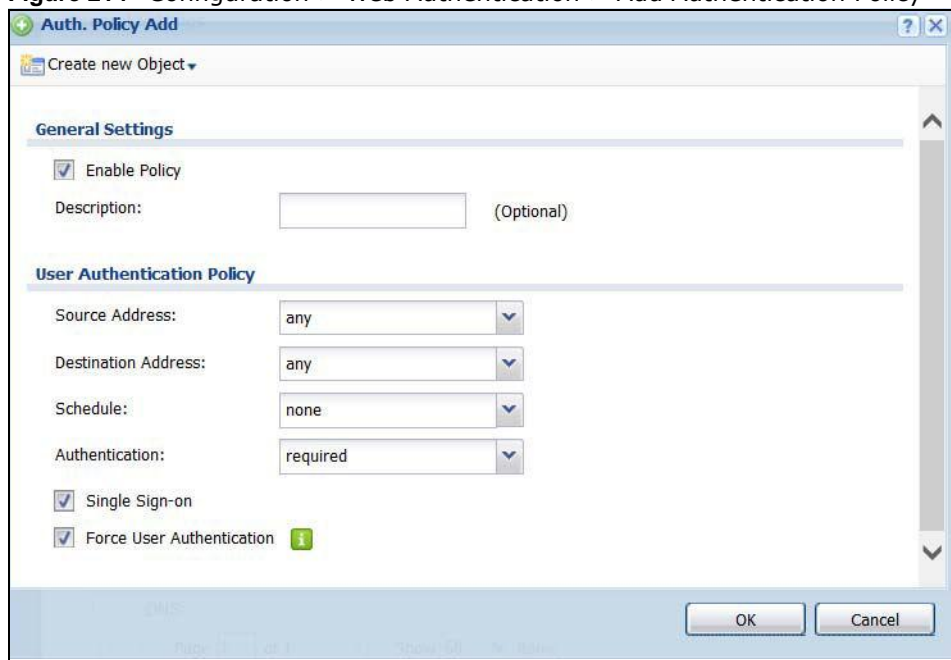 Auth. Policy Add
Create new Object
General Settings
Enable Policy
Description: (Optional)
User Authentication Policy
Source Address: any
Destination Address: any
Schedule: none
Authentication: required
Single Sign-on
Force User Authentication
OK Cancel